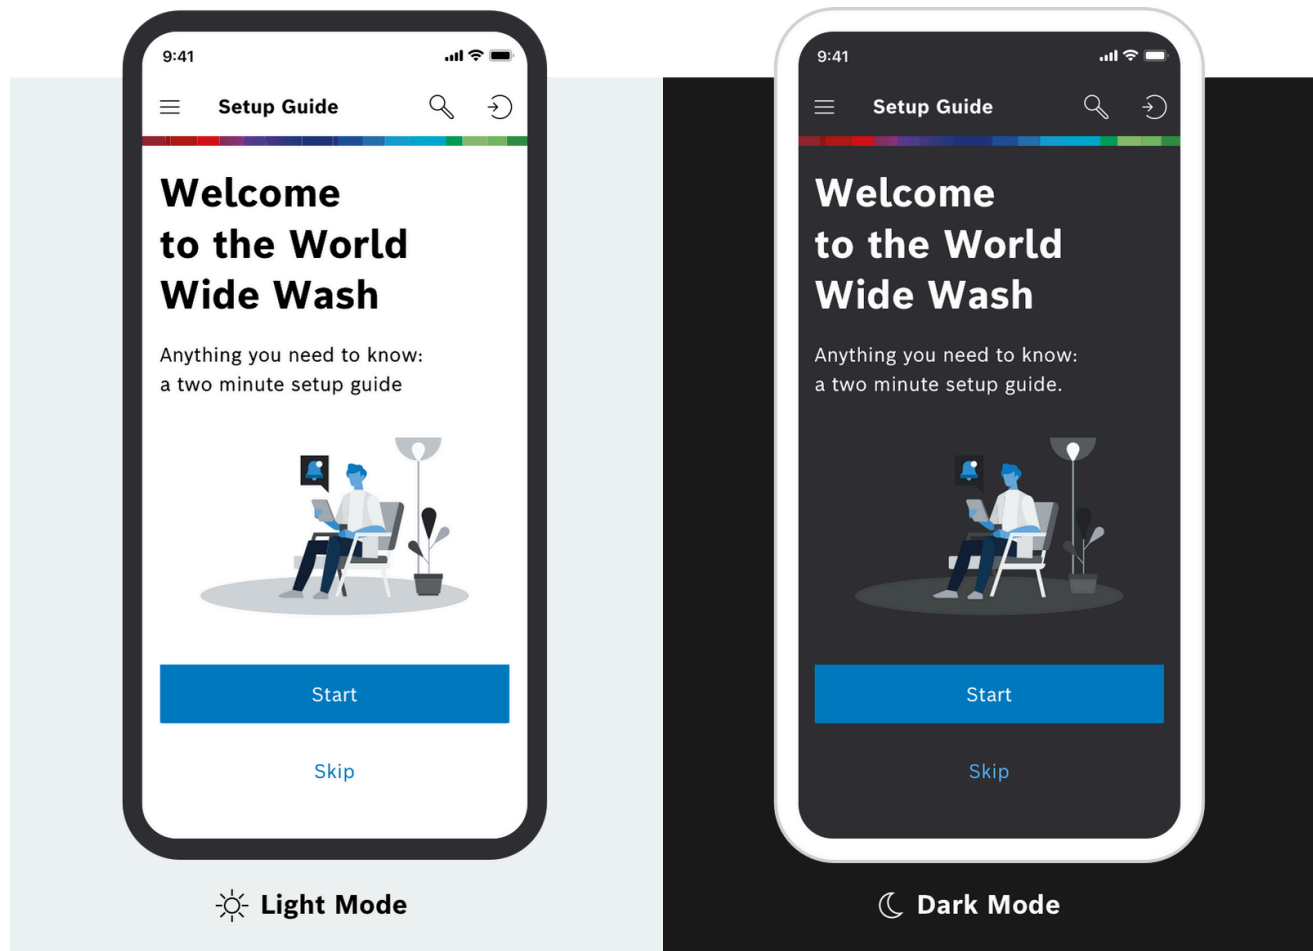 9:41
Setup Guide
Welcome
to the World
Wide Wash
Anything you need to know:
a two minute setup guide
Start
Skip
Light Mode
9:41
Setup Guide
Welcome
to the World
Wide Wash
Anything you need to know:
a two minute setup guide.
Start
Skip
Dark Mode